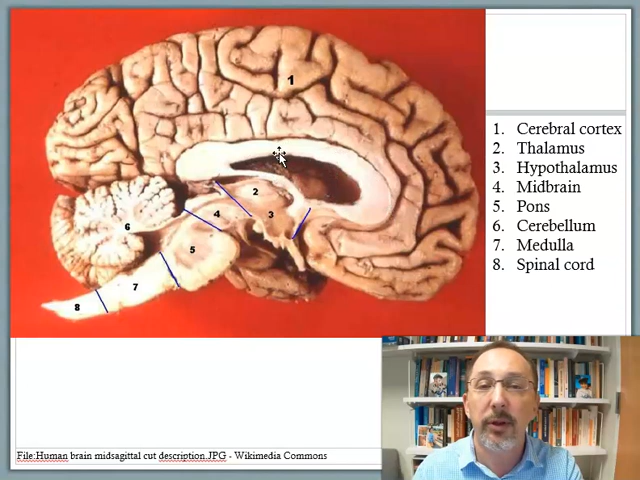 1
2
3
4
5
6
7
8
1. Cerebral cortex
2. Thalamus
3. Hypothalamus
4. Midbrain
5. Pons
6. Cerebellum
7. Medulla
8. Spinal cord
File:Human brain midsagittal cut description.JPG - Wikimedia Commons